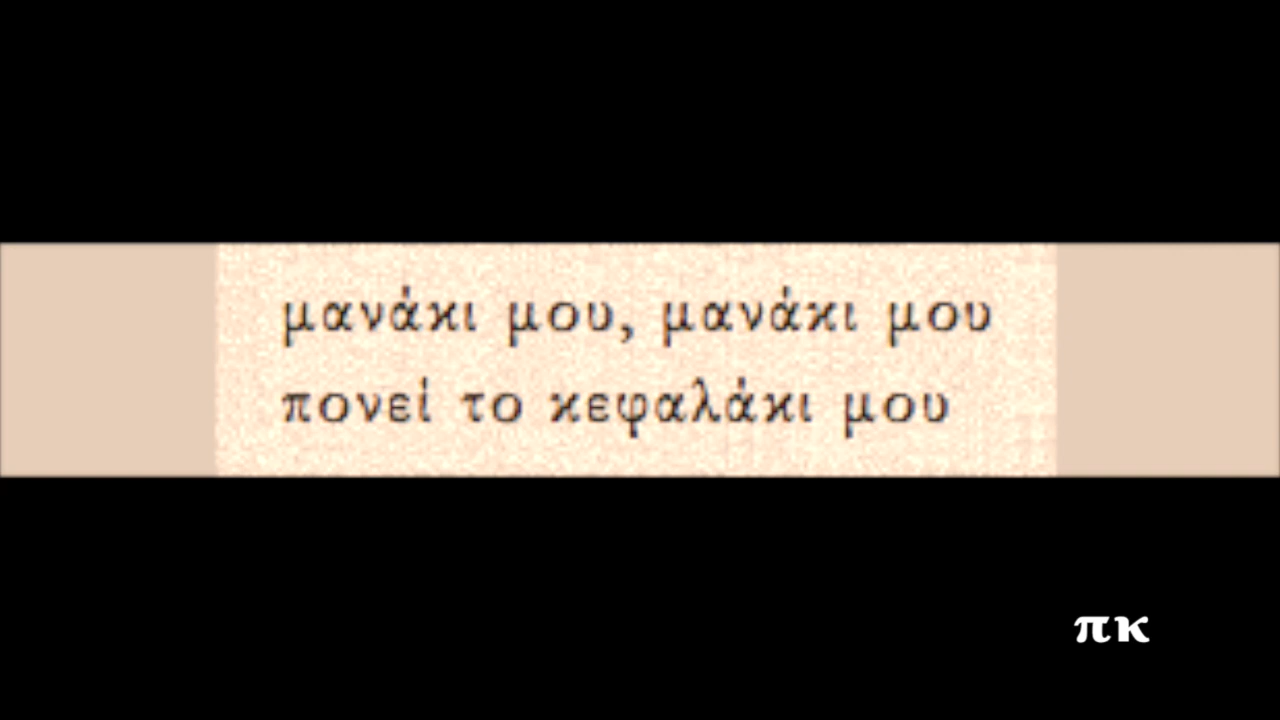 μανάκι μου, μανάκι μου
πονεί το κεφαλάκι μου
πκ